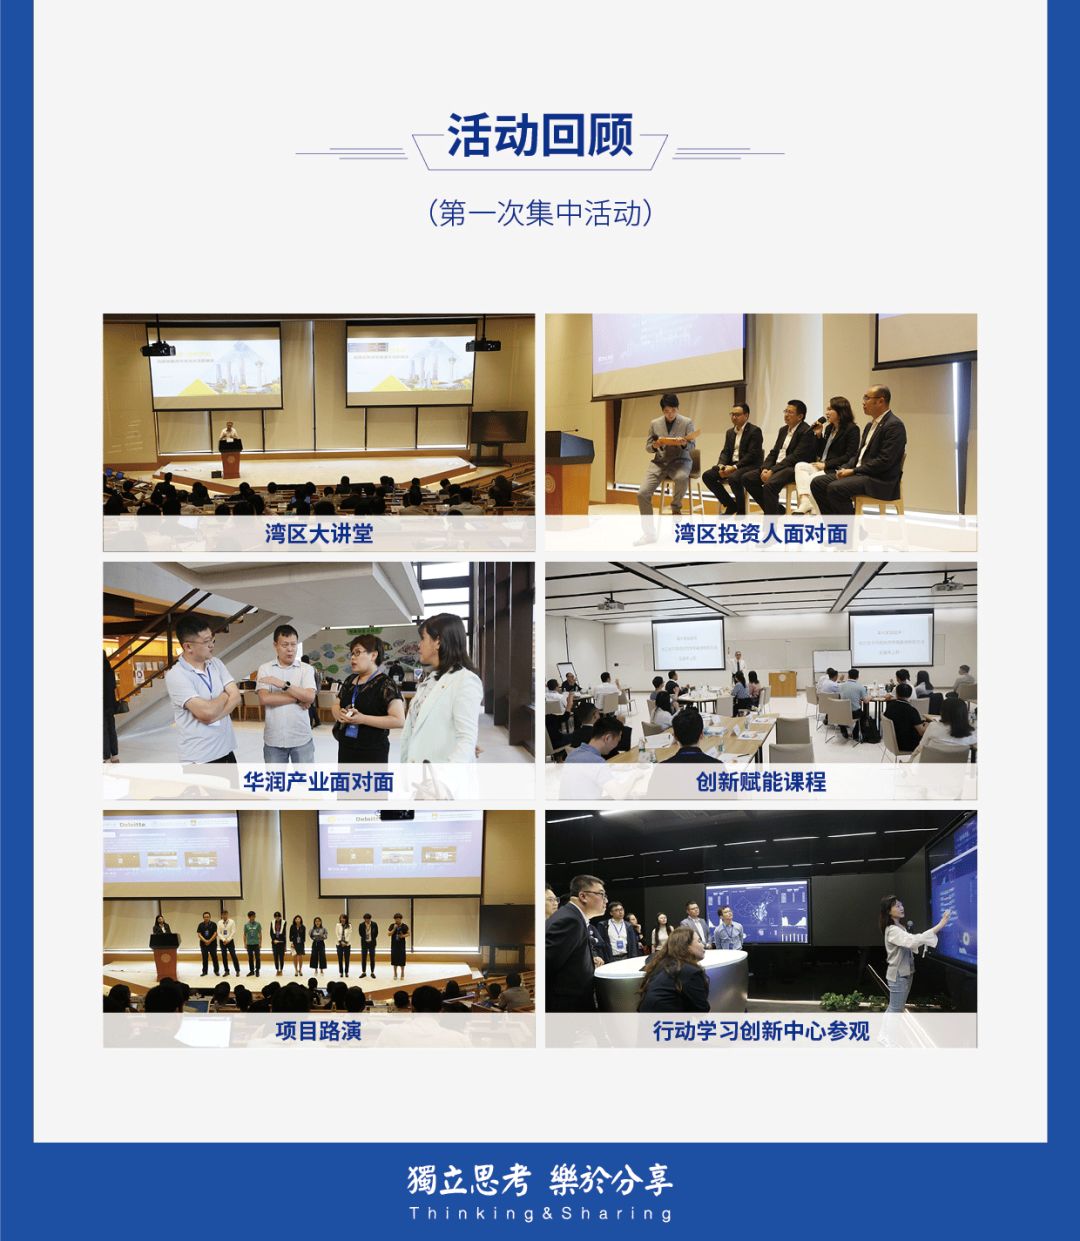 活动回顾
（第一次集中活动）
湾区大讲堂
湾区投资人面对面
华润产业面对面
创新赋能课程
Deloitte
Deloitte
项目路演
行动学习创新中心参观
獨立思考 樂於分享
Thinking&Sharing